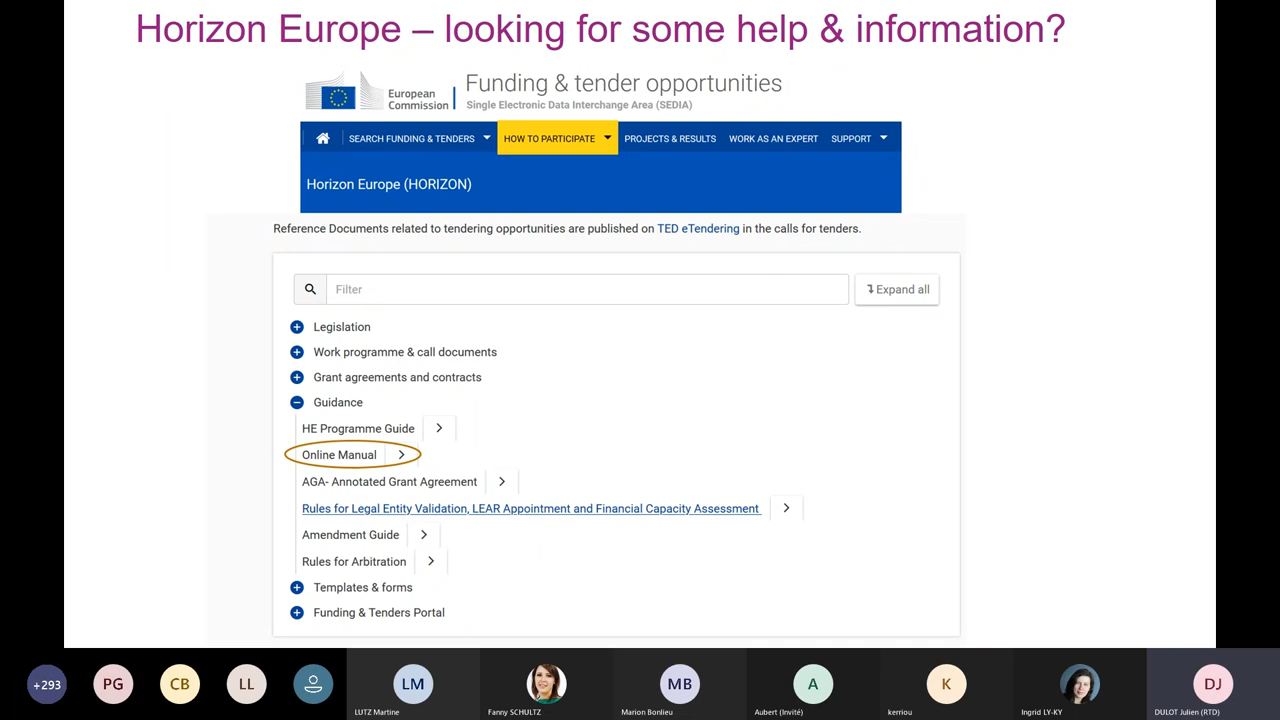 Horizon Europe – looking for some help & information?
European
Commission
Funding & tender opportunities
Single Electronic Data Interchange Area (SEDIA)
SEARCH FUNDING & TENDERS
HOW TO PARTICIPATE
PROJECTS & RESULTS
WORK AS AN EXPERT
SUPPORT
Horizon Europe (HORIZON)
Reference Documents related to tendering opportunities are published on TED eTendering in the calls for tenders.
Filter
Expand all
Legislation
Work programme & call documents
Grant agreements and contracts
Guidance
HE Programme Guide
Online Manual
AGA- Annotated Grant Agreement
Rules for Legal Entity Validation, LEAR Appointment and Financial Capacity Assessment
Amendment Guide
Rules for Arbitration
Templates & forms
Funding & Tenders Portal
+293
PG
CB
LL
LM
MB
A
K
DJ
LUTZ Martine
Fanny SCHULTZ
Marion Bonlieu
Aubert (Invité)
kerriou
Ingrid LY-KY
DULOT Julien (RTD)